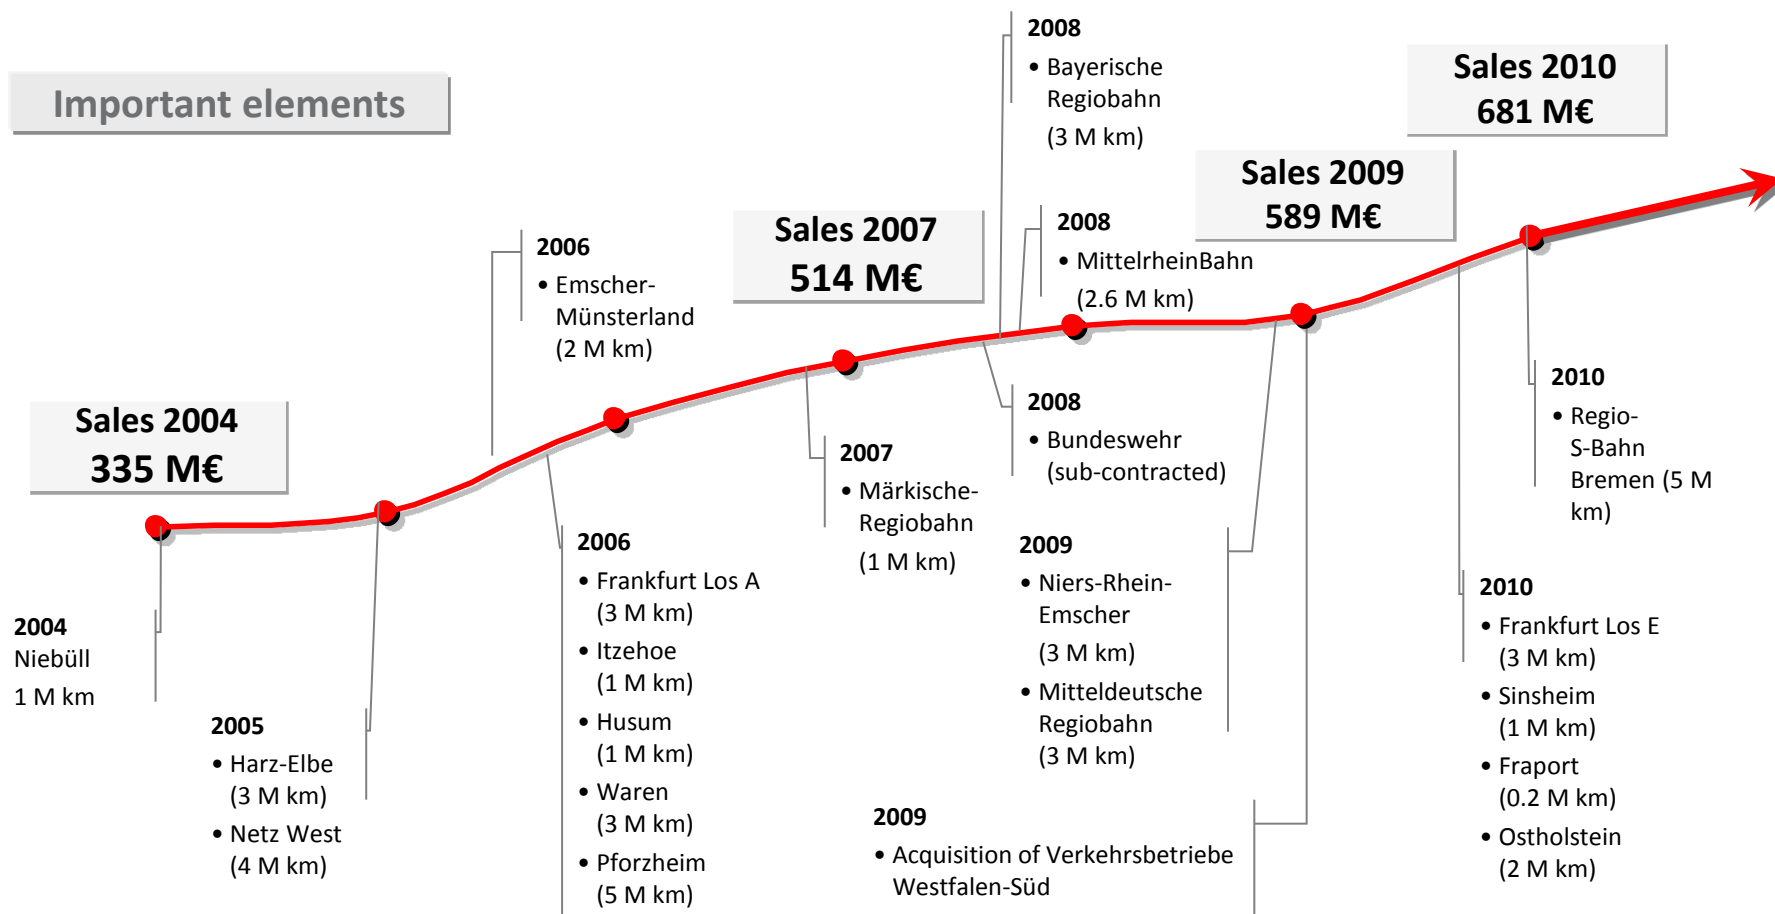 Important elements
Sales 2004
335 M€
2004
Niebüll
1 M km
2005
• Harz-Elbe
(3 M km)
• Netz West
(4 M km)
2006
• Emscher-
Münsterland
(2 M km)
2006
• Frankfurt Los A
(3 M km)
• Itzehoe
(1 M km)
• Husum
(1 M km)
• Waren
(3 M km)
• Pforzheim
(5 M km)
Sales 2007
514 M€
2007
• Märkische-
Regiobahn
(1 M km)
2008
• Bayerische
Regiobahn
(3 M km)
2008
• MittelrheinBahn
(2.6 M km)
2008
• Bundeswehr
(sub-contracted)
Sales 2009
589 M€
2009
• Niers-Rhein-
Emscher
(3 M km)
• Mitteldeutsche
Regiobahn
(3 M km)
2009
• Acquisition of Verkehrsbetriebe
Westfalen-Süd
Sales 2010
681 M€
2010
• Regio-
S-Bahn
Bremen (5 M
km)
2010
• Frankfurt Los E
(3 M km)
• Sinsheim
(1 M km)
• Fraport
(0.2 M km)
• Ostholstein
(2 M km)